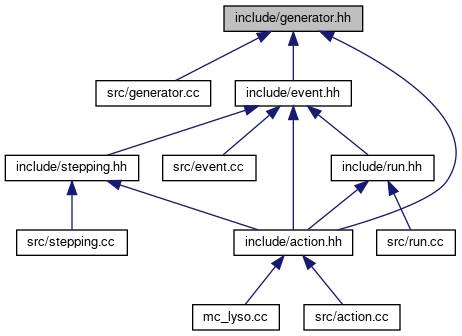 include/generator.hh
src/generator.cc
include/event.hh
include/stepping.hh
src/event.cc
include/run.hh
src/stepping.cc
include/action.hh
src/run.cc
mc_lyso.cc
src/action.cc